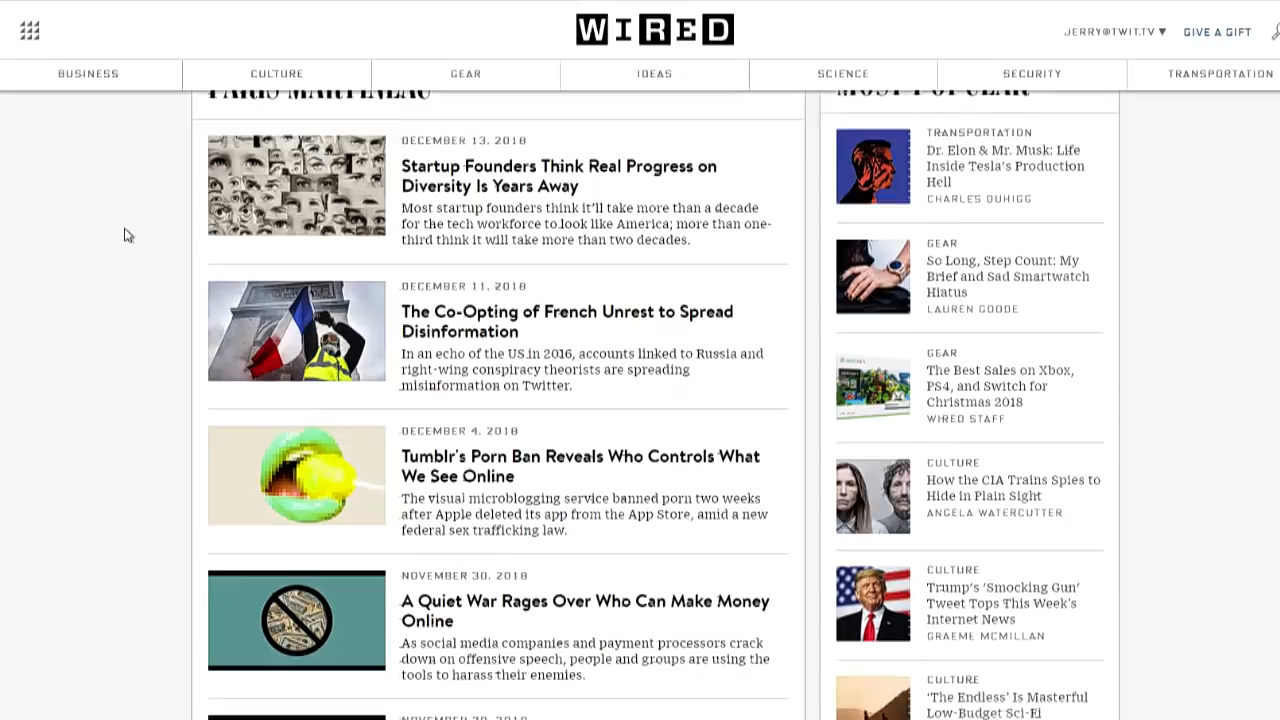 WIRED
JERRY@TWIT.TV ▼
GIVE A GIFT
BUSINESS
CULTURE
GEAR
IDEAS
SCIENCE
SECURITY
TRANSPORTATION
PARIS MARTINEAU
DECEMBER 13, 2018
Startup Founders Think Real Progress on
Diversity Is Years Away
Most startup founders think it'll take more than a decade
for the tech workforce to look like America; more than one-
third think it will take more than two decades.
DECEMBER 11, 2018
The Co-Opting of French Unrest to Spread
Disinformation
In an echo of the US in 2016, accounts linked to Russia and
right-wing conspiracy theorists are spreading
misinformation on Twitter.
DECEMBER 4, 2018
Tumblr's Porn Ban Reveals Who Controls What
We See Online
The visual microblogging service banned porn two weeks
after Apple deleted its app from the App Store, amid a new
federal sex trafficking law.
NOVEMBER 30, 2018
A Quiet War Rages Over Who Can Make Money
Online
As social media companies and payment processors crack
down on offensive speech, people and groups are using the
tools to harass their enemies.
MOST POPULAR
TRANSPORTATION
Dr. Elon & Mr. Musk: Life
Inside Tesla's Production
Hell
CHARLES DUHIGG
GEAR
So Long, Step Count: My
Brief and Sad Smartwatch
Hiatus
LAUREN GOODE
GEAR
The Best Sales on Xbox,
PS4, and Switch for
Christmas 2018
WIRED STAFF
CULTURE
How the CIA Trains Spies to
Hide in Plain Sight
ANGELA WATERCUTTER
CULTURE
Trump's 'Smocking Gun'
Tweet Tops This Week's
Internet News
GRAEME MCMILLAN
CULTURE
'The Endless' Is Masterful
Low-Budget Sci-Fi